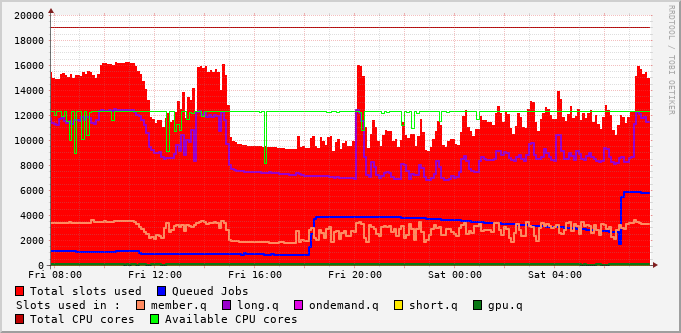 20000
18000
16000
14000
12000
10000
8000
6000
4000
2000
0
Fri 08:00 Fri 12:00 Fri 16:00 Fri 20:00 Sat 00:00 Sat 04:00
Total slots used Queued Jobs
Slots used in : member.q long.q ondemand.q short.q gpu.q
Total CPU cores Available CPU cores
RRDTOOL / TOBI OETIKER